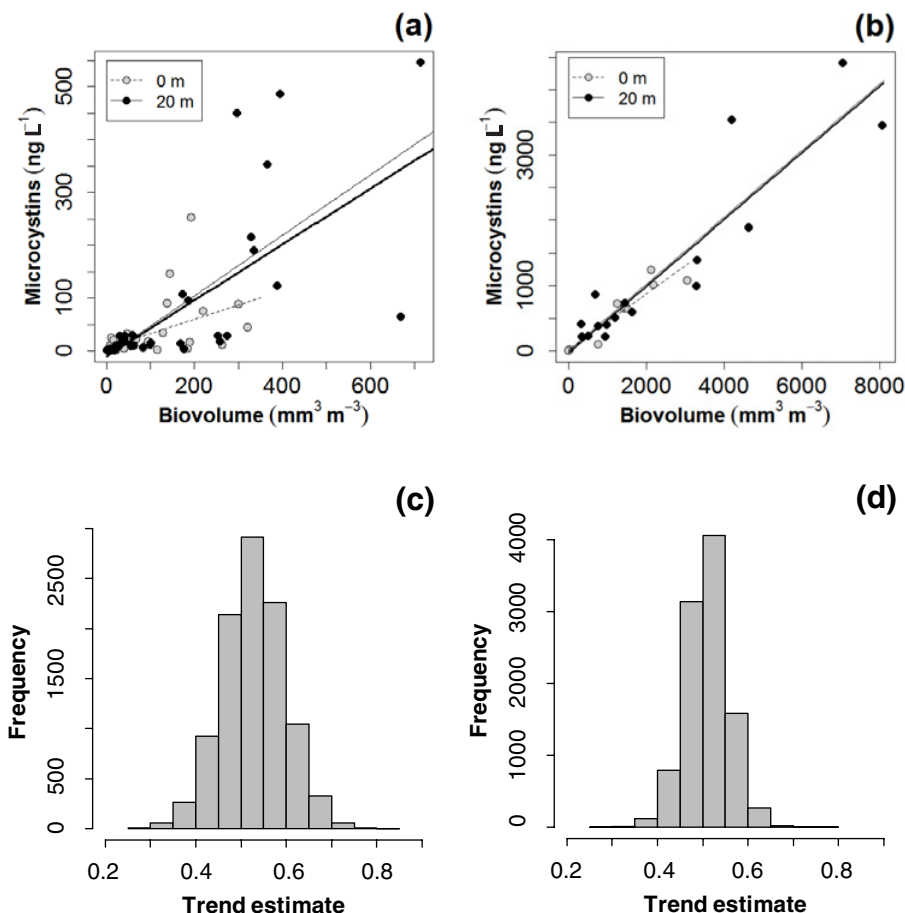 (a)
0 m
20 m
Microcystins (ng L⁻¹)
500
300
100
0
0 200 400 600
Biovolume (mm³ m⁻³)
(b)
0 m
20 m
Microcystins (ng L⁻¹)
3000
1000
0
0 2000 4000 6000 8000
Biovolume (mm³ m⁻³)
(c)
Frequency
2500
1500
500
0
0.2 0.4 0.6 0.8
Trend estimate
(d)
Frequency
4000
3000
2000
1000
0
0.2 0.4 0.6 0.8
Trend estimate